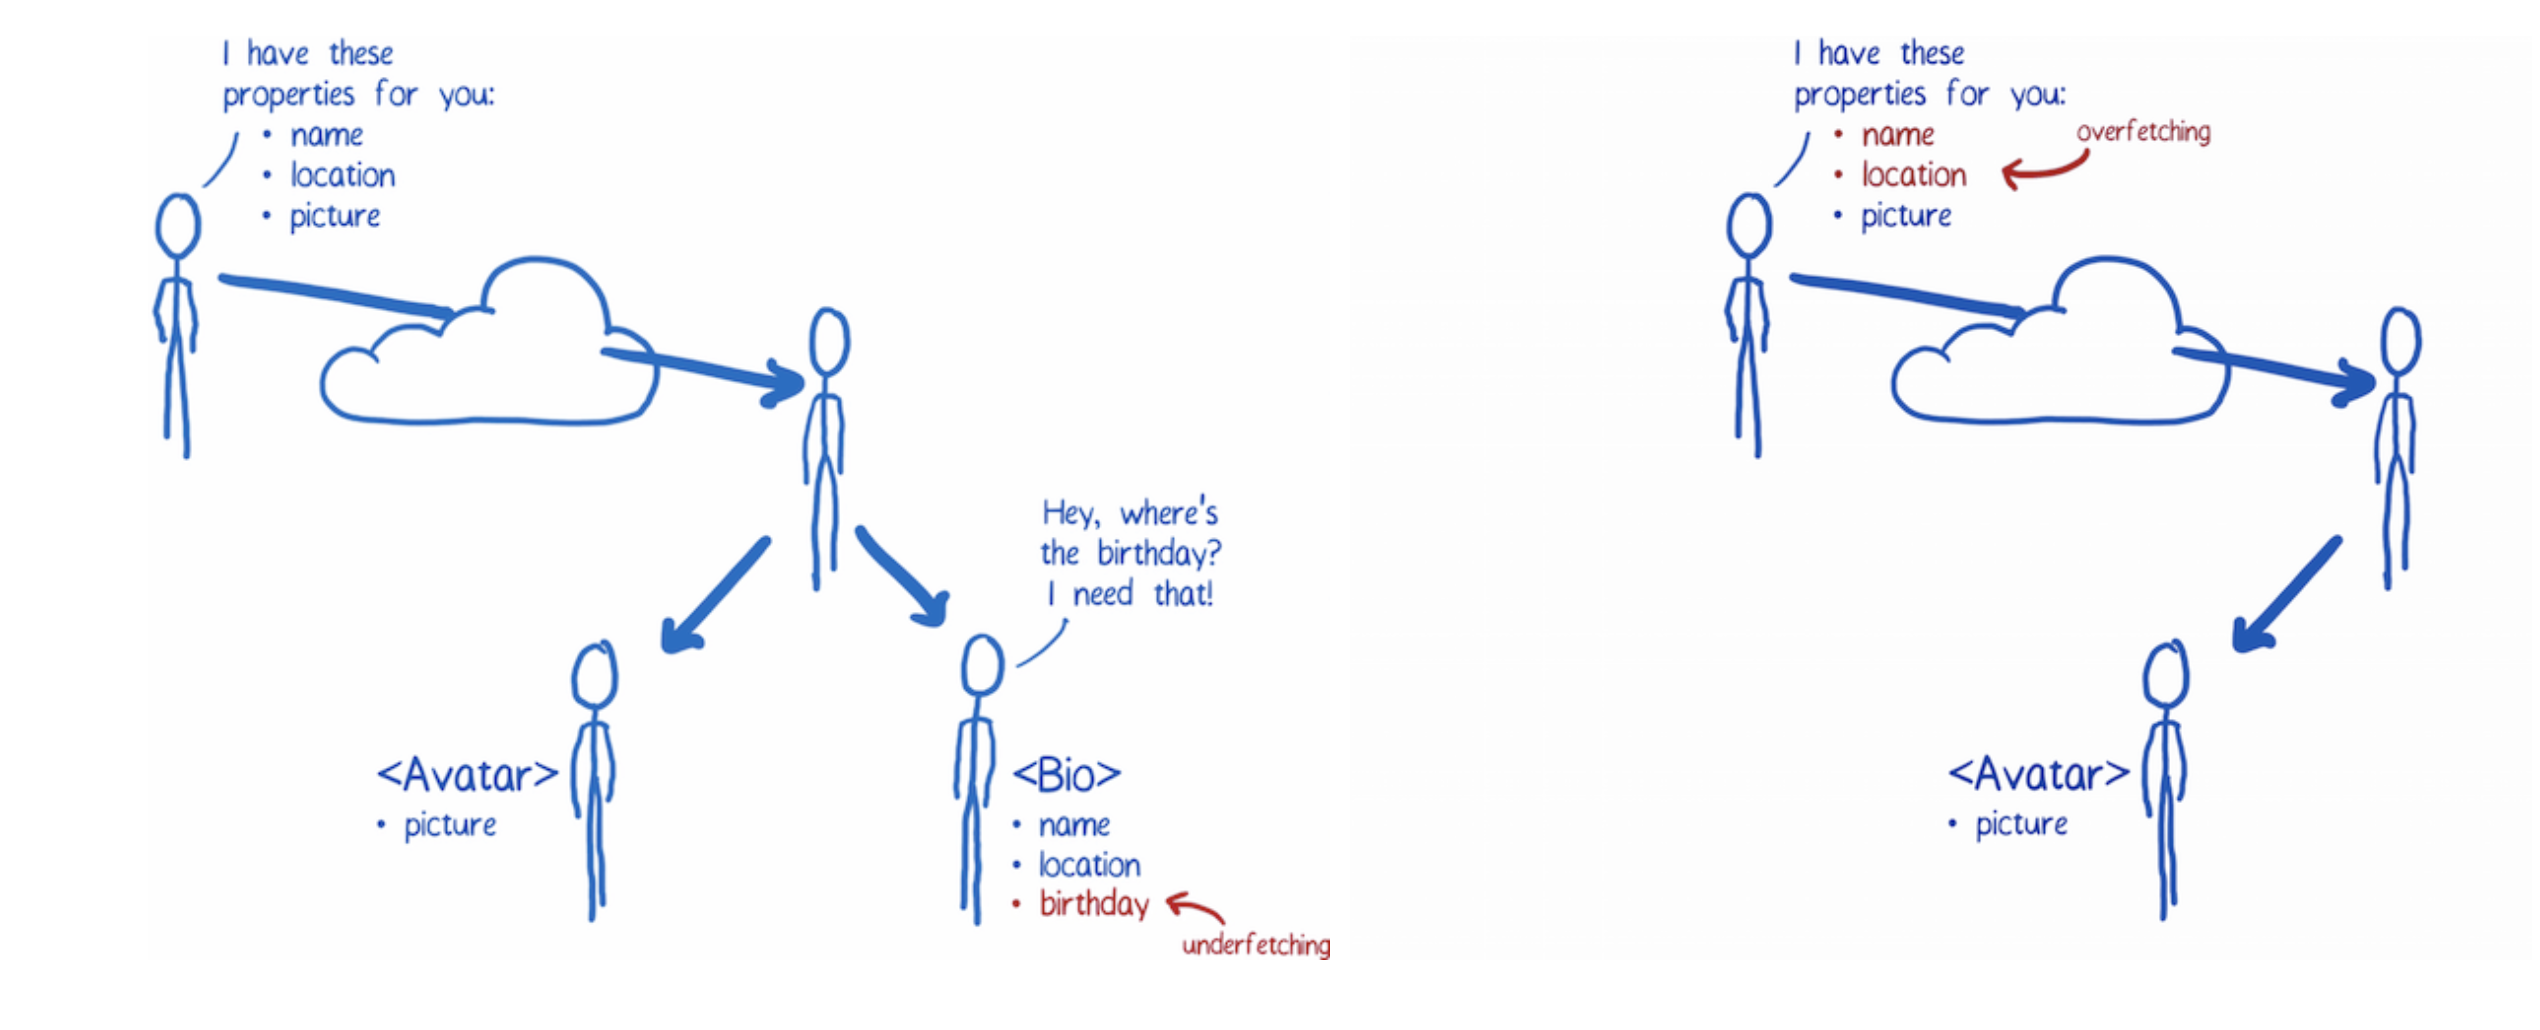 I have these
properties for you:
• name
• location
• picture
Hey, where's
the birthday?
I need that!
<Avatar>
• picture
<Bio>
• name
• location
• birthday
underfetching
I have these
properties for you:
• name
overfetching
• location
• picture
<Avatar>
• picture